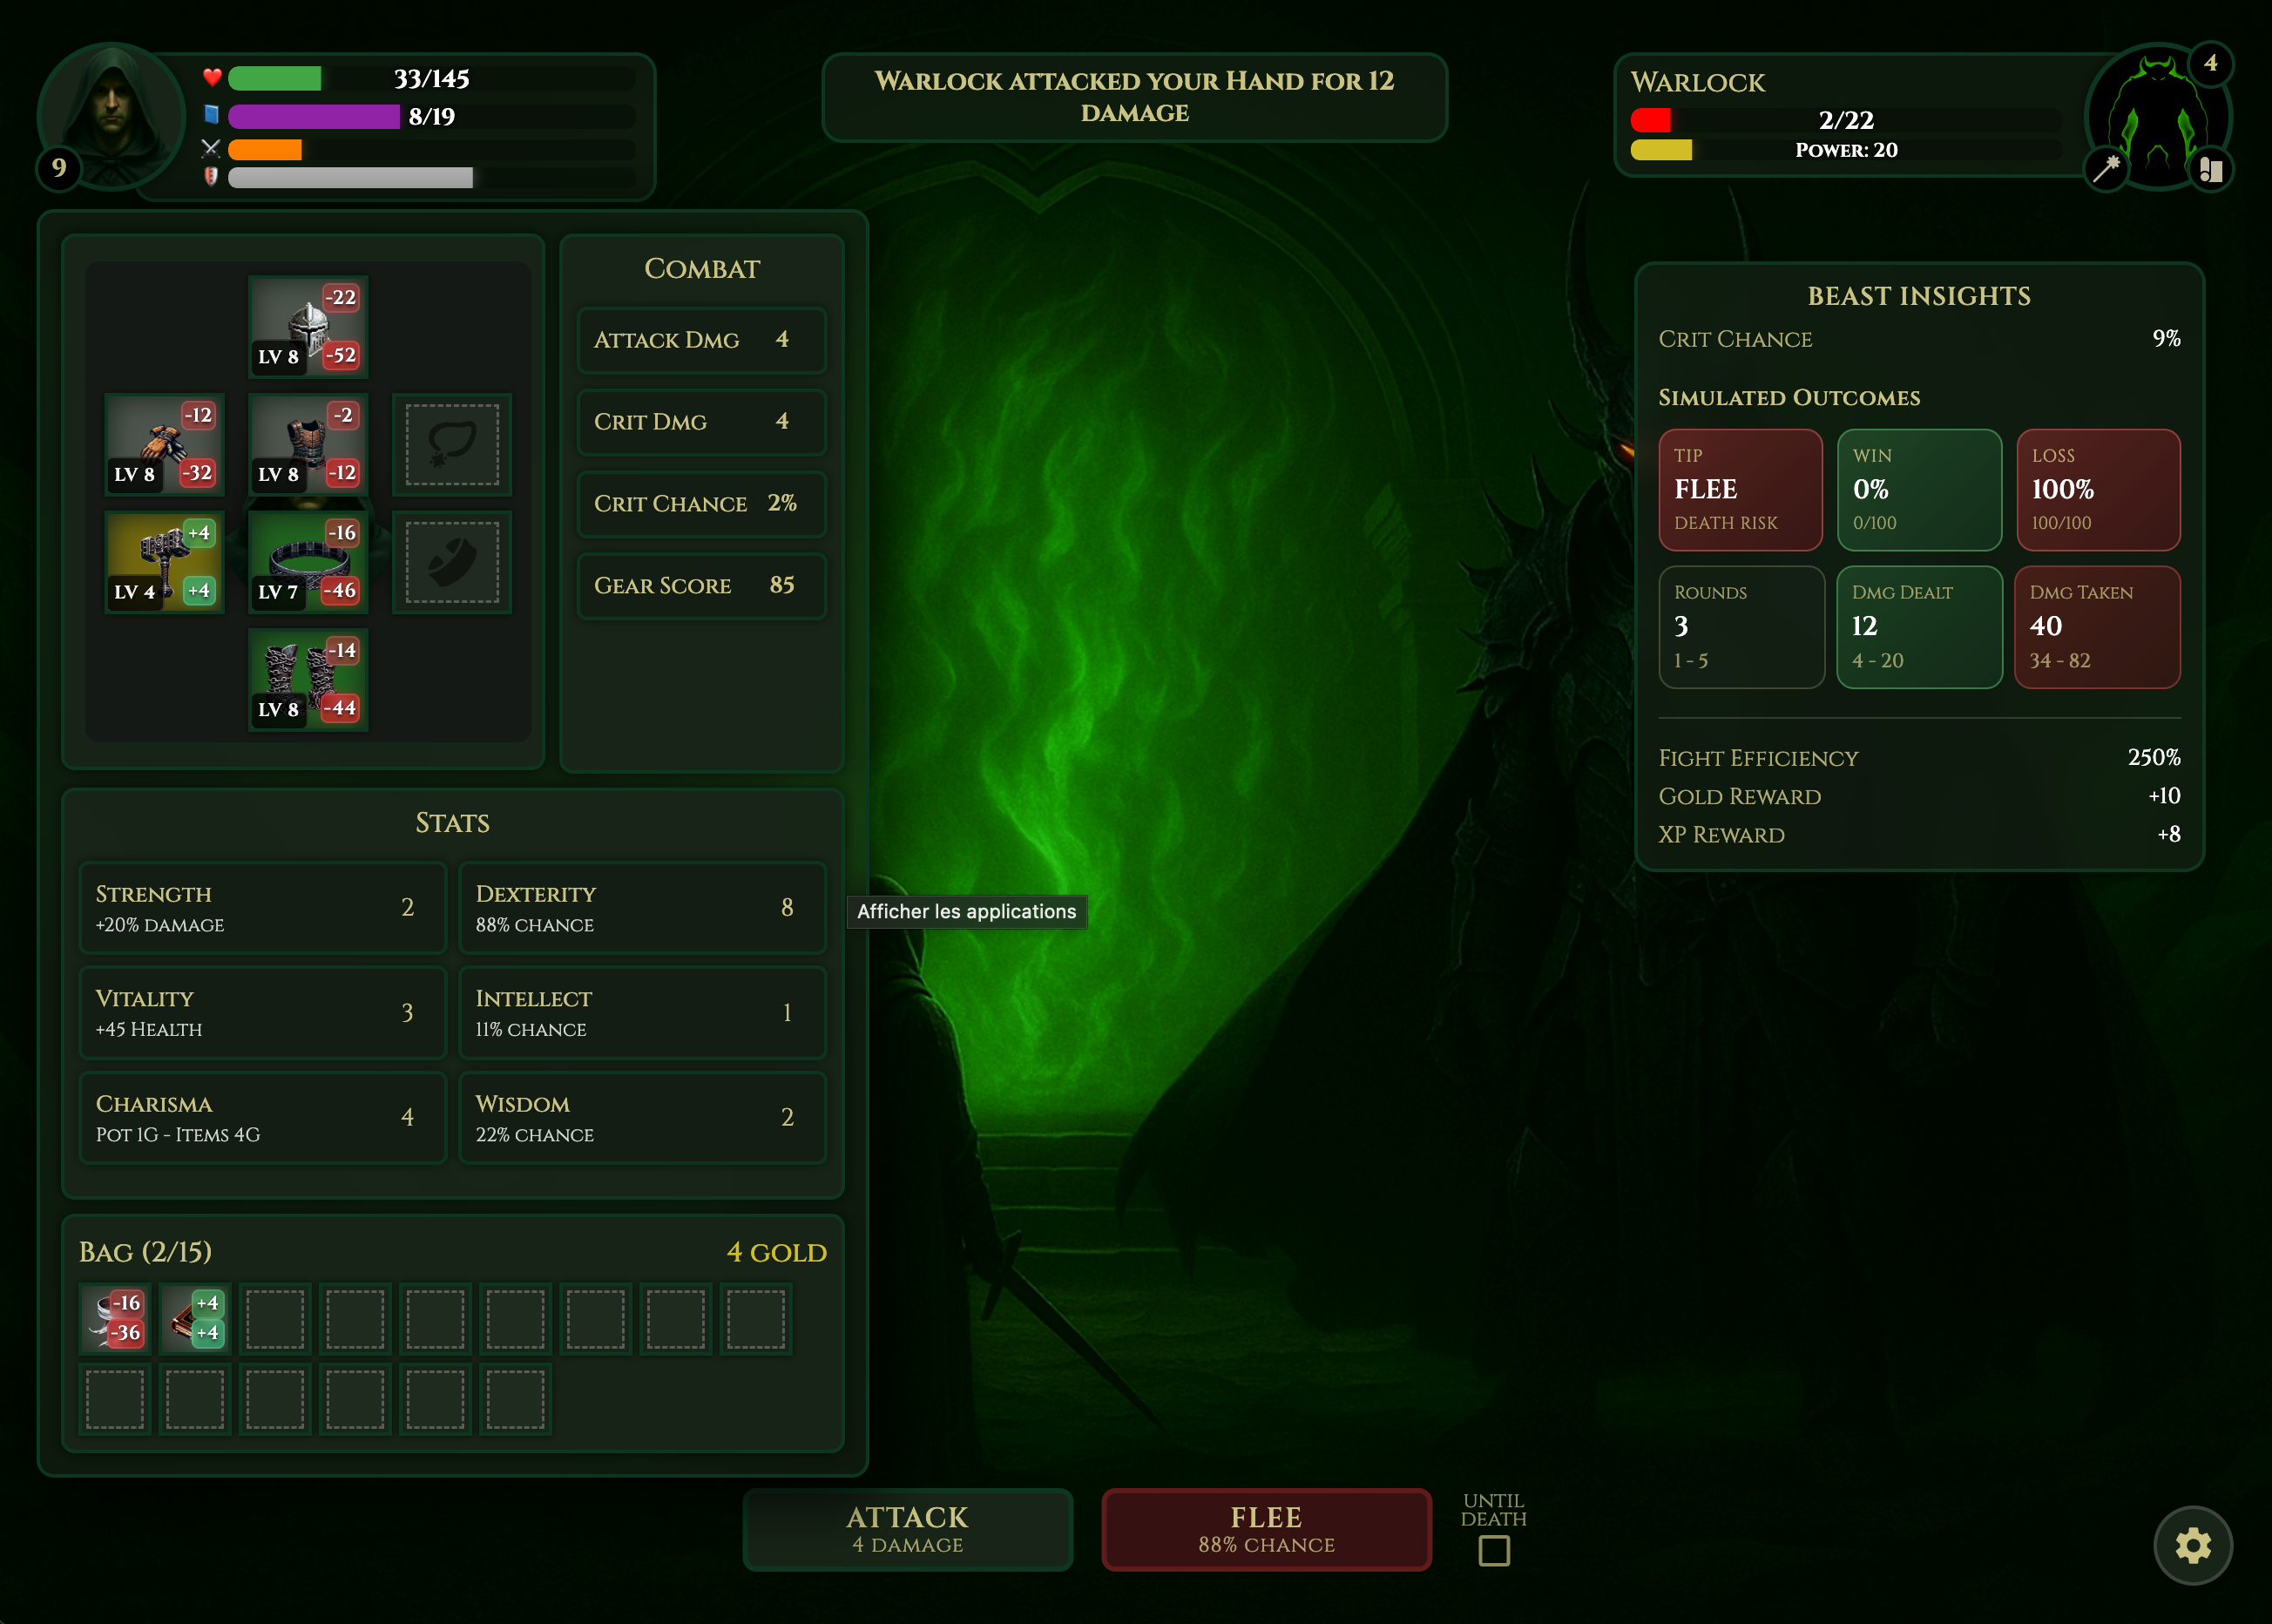 33/145
8/19
9
Warlock attacked your Hand for 12
damage
Warlock
2/22
Power: 20
4
-22
LV 8
-52
-12
LV 8
-32
-2
LV 8
-12
+4
LV 4
+4
-16
LV 7
-46
-14
LV 8
-44
Combat
Attack Dmg 4
Crit Dmg 4
Crit Chance 2%
Gear Score 85
Stats
Strength 2
+20% damage
Dexterity 8
88% chance
Vitality 3
+45 Health
Intellect 1
11% chance
Charisma 4
Pot 1G - Items 4G
Wisdom 2
22% chance
Bag (2/15) 4 gold
-16
-36
+4
+4
Afficher les applications
BEAST INSIGHTS
Crit Chance 9%
Simulated Outcomes
TIP
FLEE
DEATH RISK
WIN
0%
0/100
LOSS
100%
100/100
Rounds
3
1 - 5
Dmg Dealt
12
4 - 20
Dmg Taken
40
34 - 82
Fight Efficiency 250%
Gold Reward +10
XP Reward +8
ATTACK
4 DAMAGE
FLEE
88% CHANCE
UNTIL
DEATH